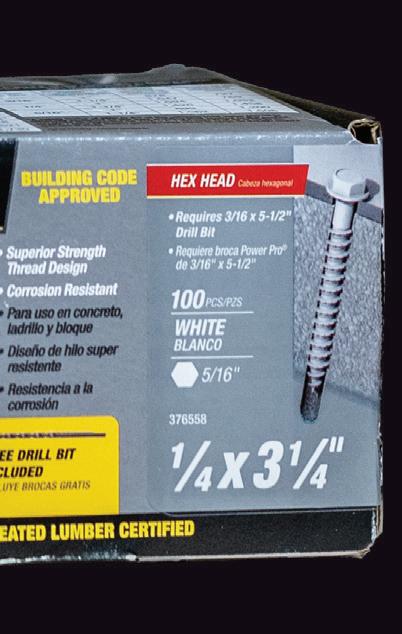 BUILDING CODE
APPROVED
• Superior Strength
Thread Design
• Corrosion Resistant
• Para uso en concreto,
ladrillo y bloque
• Diseño de hilo super
resistente
• Resistencia a la
corrosión
EE DRILL BIT
CLUDED
LUYE BROCAS GRATIS
HEX HEAD Cabeza hexagonal
• Requires 3/16 x 5-1/2"
Drill Bit
• Requiere broca Power Pro®
de 3/16" x 5-1/2"
100 PCS/PZS
WHITE
BLANCO
5/16"
376558
1/4 x 3 1/4"
EATED LUMBER CERTIFIED